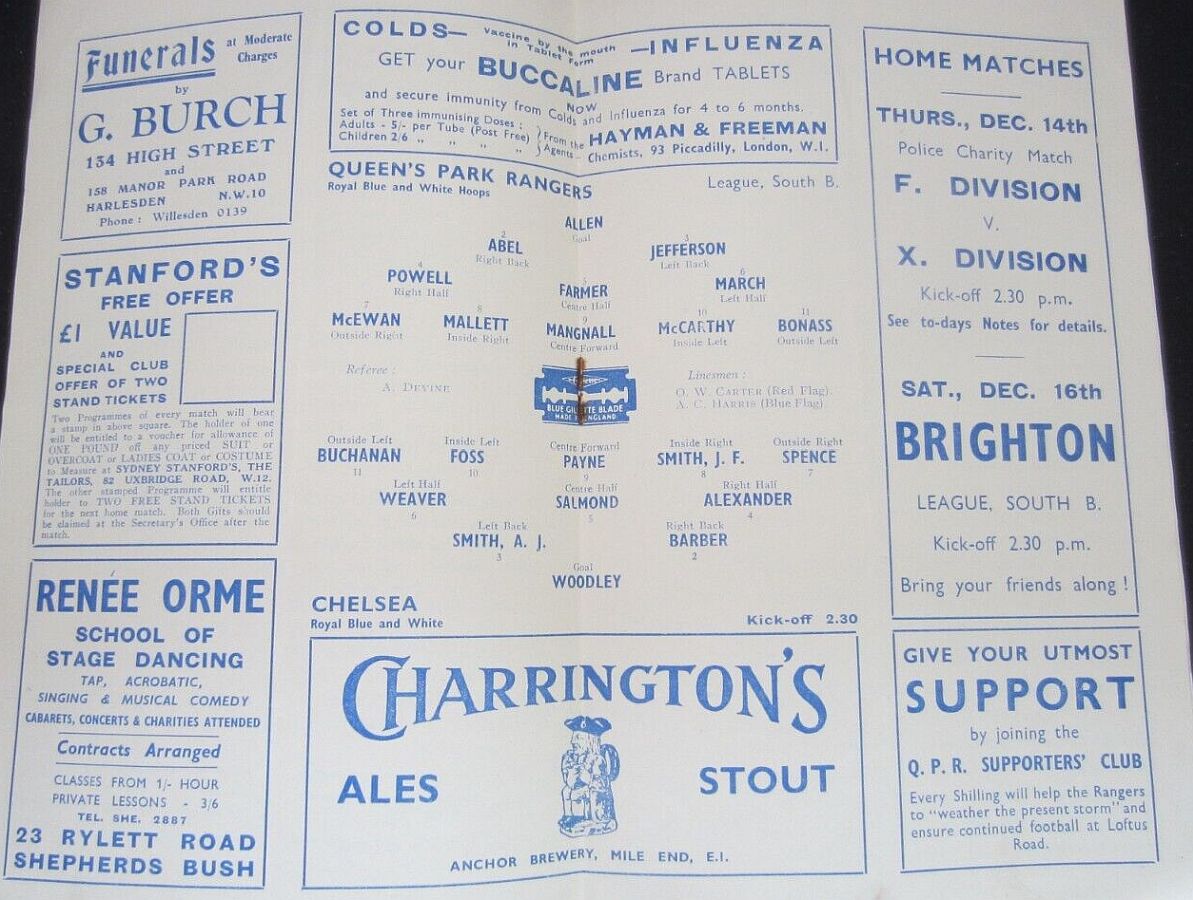 Funerals at Moderate
Charges
by
G. BURCH
154 HIGH STREET
and
158 MANOR PARK ROAD
HARLESDEN N.W.10
Phone : Willesden 0139
STANFORD'S
FREE OFFER
£1 VALUE
AND
SPECIAL CLUB
OFFER OF TWO
STAND TICKETS
Two Programmes of every match will bear
a stamp in above square. The holder of one
will be entitled to a voucher for allowance of
ONE POUND off any priced SUIT or
OVERCOAT or LADIES COAT or COSTUME
to Measure at SYDNEY STANFORD'S, THE
TAILORS, 82 UXBRIDGE ROAD, W.12.
The other stamped Programme will entitle
holder to TWO FREE STAND TICKETS
for the next home match. Both Gifts should
be claimed at the Secretary's Office after the
match.
RENÉE ORME
SCHOOL OF
STAGE DANCING
TAP, ACROBATIC,
SINGING & MUSICAL COMEDY
CABARETS, CONCERTS & CHARITIES ATTENDED
Contracts Arranged
CLASSES FROM 1/- HOUR
PRIVATE LESSONS - 3/6
TEL. SHE. 2887
23 RYLETT ROAD
SHEPHERDS BUSH
COLDS— Vaccine by the mouth —INFLUENZA
in Tablet Form
GET your BUCCALINE Brand TABLETS
NOW
and secure immunity from Colds and Influenza for 4 to 6 months.
Set of Three immunising Doses :
Adults - 5/- per Tube (Post Free)
Children 2/6 " " " "
From the
Agents—
HAYMAN & FREEMAN
Chemists, 93 Piccadilly, London, W.1.
QUEEN'S PARK RANGERS
Royal Blue and White Hoops
League, South B.
ALLEN
Goal
2 3
ABEL JEFFERSON
Right Back Left Back
4 5 6
POWELL FARMER MARCH
Right Half Centre Half Left Half
7 8 9 10 11
McEWAN MALLETT MANGNALL McCARTHY BONASS
Outside Right Inside Right Centre Forward Inside Left Outside Left
Referee : Linesmen :
A. DEVINE O. W. CARTER (Red Flag)
A. C. HARRIS (Blue Flag)
BLUE GILLETTE BLADE
MADE IN ENGLAND
Outside Left Inside Left Centre Forward Inside Right Outside Right
BUCHANAN FOSS PAYNE SMITH, J. F. SPENCE
11 10 9 8 7
Left Half Centre Half Right Half
WEAVER SALMOND ALEXANDER
6 5 4
Left Back Right Back
SMITH, A. J. BARBER
3 2
Goal
WOODLEY
CHELSEA
Royal Blue and White
Kick-off 2.30
CHARRINGTON'S
ALES STOUT
ANCHOR BREWERY, MILE END, E.1.
HOME MATCHES
THURS., DEC. 14th
Police Charity Match
F. DIVISION
V.
X. DIVISION
Kick-off 2.30 p.m.
See to-days Notes for details.
SAT., DEC. 16th
BRIGHTON
LEAGUE, SOUTH B.
Kick-off 2.30 p.m.
Bring your friends along !
GIVE YOUR UTMOST
SUPPORT
by joining the
Q. P. R. SUPPORTERS' CLUB
Every Shilling will help the Rangers
to "weather the present storm" and
ensure continued football at Loftus
Road.